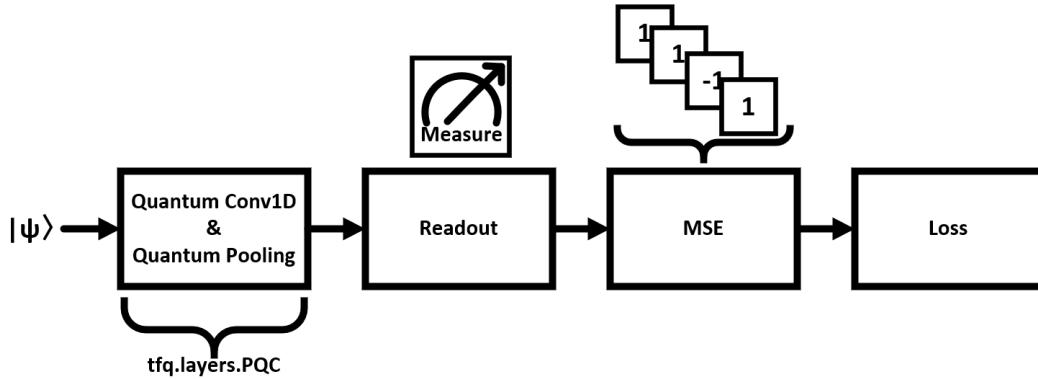 1
1
-1
1
Measure
|ψ⟩
Quantum Conv1D
&
Quantum Pooling
Readout
MSE
Loss
tfq.layers.PQC